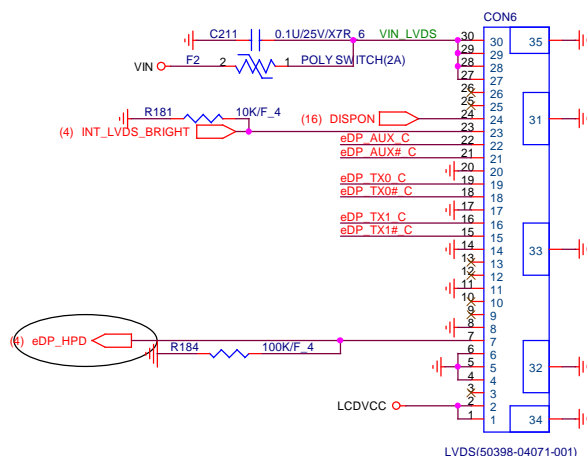 CON6
C211 0.1U/25V/X7R_6 VIN_LVDS 30 30 35
29 29
VIN F2 2 1 POLY SWITCH(2A) 28 28
27 27
26 26
25 25
R181 10K/F_4 (16) DISPON 24 24 31
(4) INT_LVDS_BRIGHT 23 23
eDP_AUX_C 22 22
eDP_AUX#_C 21 21
20 20
eDP_TX0_C 19 19
eDP_TX0#_C 18 18
17 17
eDP_TX1_C 16 16
eDP_TX1#_C 15 15
14 14 33
13 13
12 12
11 11
10 10
9 9
8 8
(4) eDP_HPD 7 7
R184 100K/F_4 6 6
5 5 32
4 4
3 3
LCDVCC 2 2
1 1 34
LVDS(50398-04071-001)